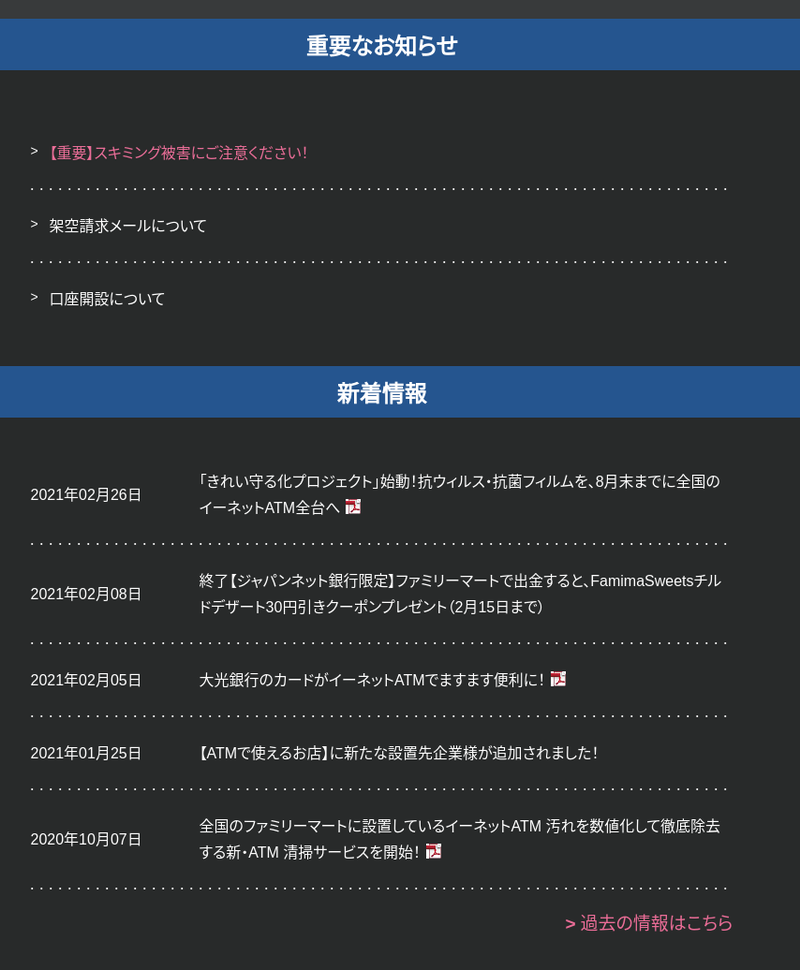 重要なお知らせ
> 【重要】スキミング被害にご注意ください!
> 架空請求メールについて
> 口座開設について
新着情報
2021年02月26日
「きれい守る化プロジェクト」始動!抗ウィルス・抗菌フィルムを、8月末までに全国の
イーネットATM全台へ
2021年02月08日
終了【ジャパンネット銀行限定】ファミリーマートで出金すると、FamimaSweetsチル
ドデザート30円引きクーポンプレゼント（2月15日まで）
2021年02月05日
大光銀行のカードがイーネットATMでますます便利に!
2021年01月25日
【ATMで使えるお店】に新たな設置先企業様が追加されました!
2020年10月07日
全国のファミリーマートに設置しているイーネットATM 汚れを数値化して徹底除去
する新・ATM 清掃サービスを開始!
> 過去の情報はこちら